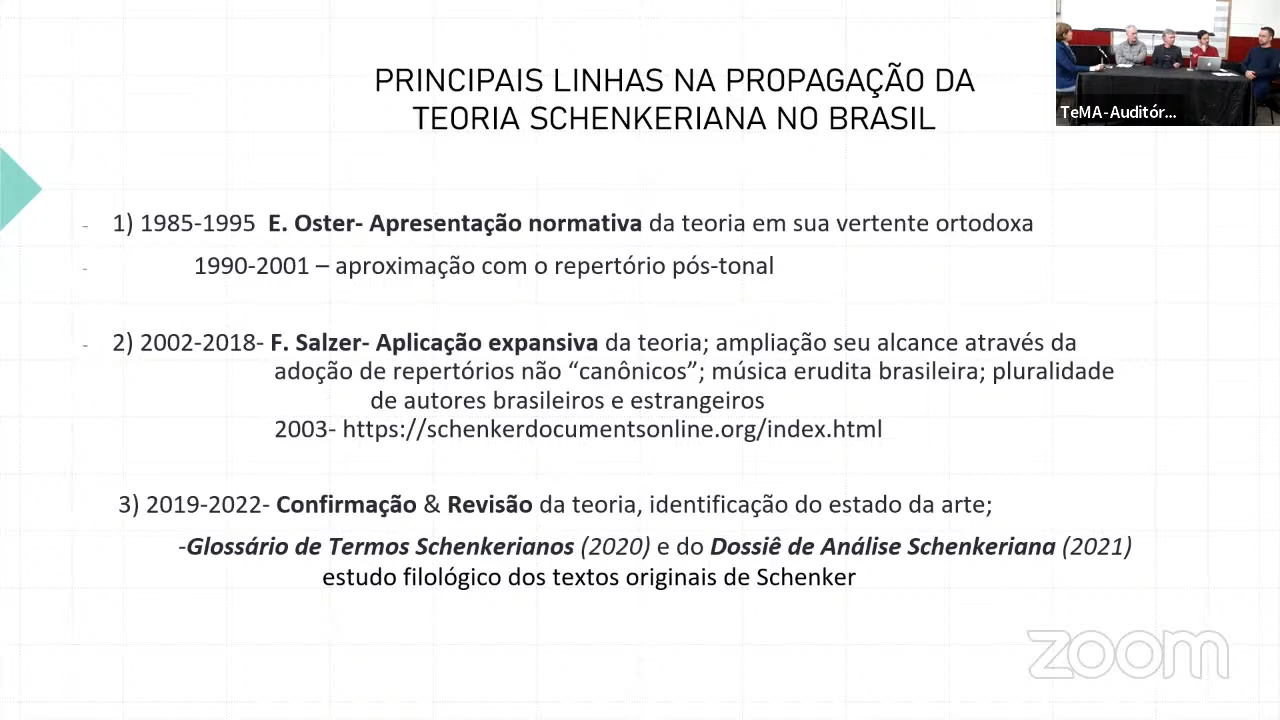 PRINCIPAIS LINHAS NA PROPAGAÇÃO DA
TEORIA SCHENKERIANA NO BRASIL
TeMA-Auditór...
- 1) 1985-1995 E. Oster- Apresentação normativa da teoria em sua vertente ortodoxa
- 1990-2001 – aproximação com o repertório pós-tonal
- 2) 2002-2018- F. Salzer- Aplicação expansiva da teoria; ampliação seu alcance através da
adoção de repertórios não “canônicos”; música erudita brasileira; pluralidade
de autores brasileiros e estrangeiros
2003- https://schenkerdocumentsonline.org/index.html
3) 2019-2022- Confirmação & Revisão da teoria, identificação do estado da arte;
-Glossário de Termos Schenkerianos (2020) e do Dossiê de Análise Schenkeriana (2021)
estudo filológico dos textos originais de Schenker
zoom